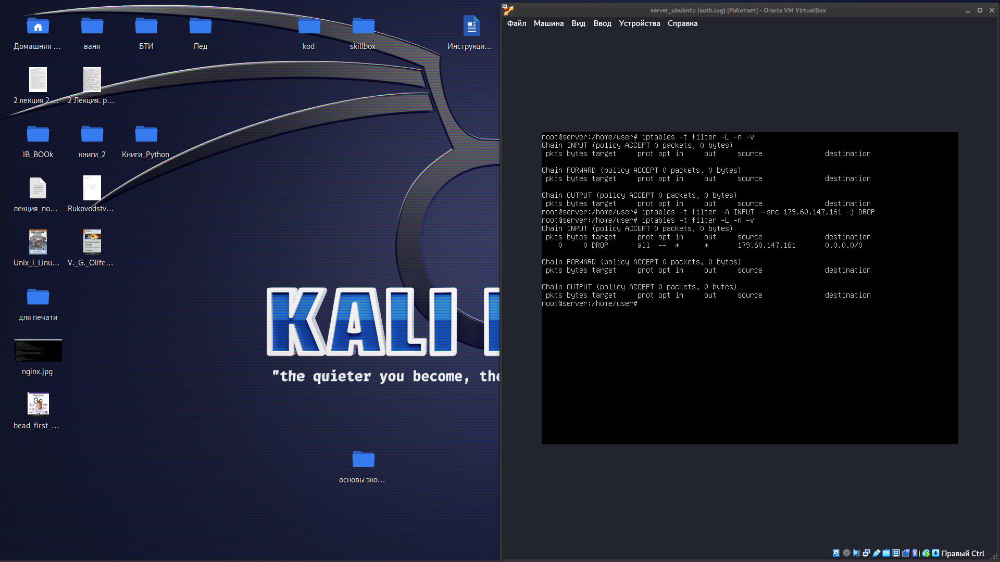 Домашняя ...
ваня
БТИ
Пед
kod
skillbox
Инструкци...
2 лекция 2 ...
2 Лекция. р...
IB_BOOk
книги_2
Книги_Python
лекция_по...
Rukovodstv...
Unix_i_Linu...
V._G._Olife...
для печати
nginx.jpg
head_first_...
основы эко...
KALI
"the quieter you become, the
server_ububntu (auth.log) [Работает] - Oracle VM VirtualBox
Файл Машина Вид Ввод Устройства Справка
root@server:/home/user# iptables -t filter -L -n -v
Chain INPUT (policy ACCEPT 0 packets, 0 bytes)
pkts bytes target prot opt in out source destination
Chain FORWARD (policy ACCEPT 0 packets, 0 bytes)
pkts bytes target prot opt in out source destination
Chain OUTPUT (policy ACCEPT 0 packets, 0 bytes)
pkts bytes target prot opt in out source destination
root@server:/home/user# iptables -t filter -A INPUT --src 179.60.147.161 -j DROP
root@server:/home/user# iptables -t filter -L -n -v
Chain INPUT (policy ACCEPT 0 packets, 0 bytes)
pkts bytes target prot opt in out source destination
0 0 DROP all -- * * 179.60.147.161 0.0.0.0/0
Chain FORWARD (policy ACCEPT 0 packets, 0 bytes)
pkts bytes target prot opt in out source destination
Chain OUTPUT (policy ACCEPT 0 packets, 0 bytes)
pkts bytes target prot opt in out source destination
root@server:/home/user#
Правый Ctrl